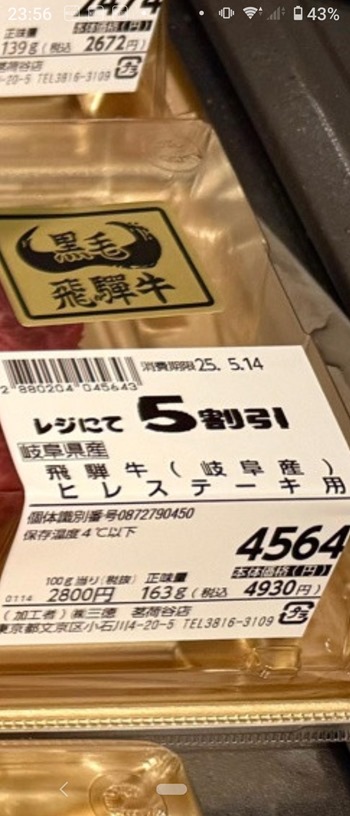 23:56
43%
正味量
本体価格(円)
139g(税込 2672円)
茗荷谷店
-20-5 TEL3816-3109
プラ
黒毛
飛騨牛
消費期限25. 5.14
2 880204 045643
レジにて 5割引
岐阜県産
飛騨牛(岐阜産)
ヒレステーキ用
個体識別番号0872790450
保存温度4℃以下
4564
100g当り(税抜) 正味量 本体価格(円)
0114 2800円 163g(税込 4930円)
(加工者)㈱三徳 茗荷谷店
東京都文京区小石川4-20-5 TEL3816-3109
プラ